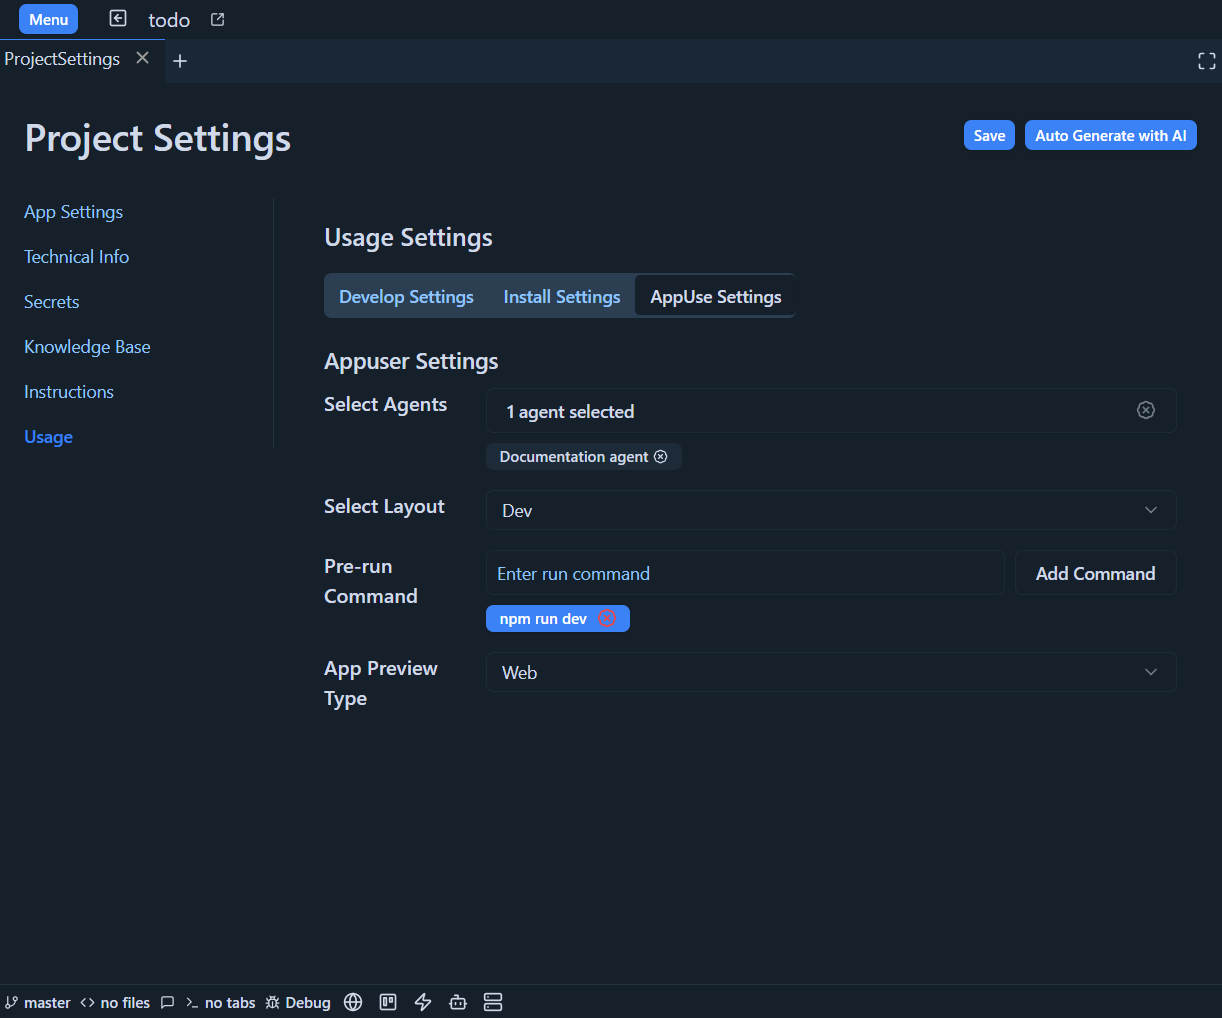 Menu todo
ProjectSettings
Project Settings
Save Auto Generate with AI
App Settings
Technical Info
Secrets
Knowledge Base
Instructions
Usage
Usage Settings
Develop Settings Install Settings AppUse Settings
Appuser Settings
Select Agents 1 agent selected
Documentation agent
Select Layout Dev
Pre-run
Command
Enter run command Add Command
npm run dev
App Preview
Type
Web
master no files no tabs Debug